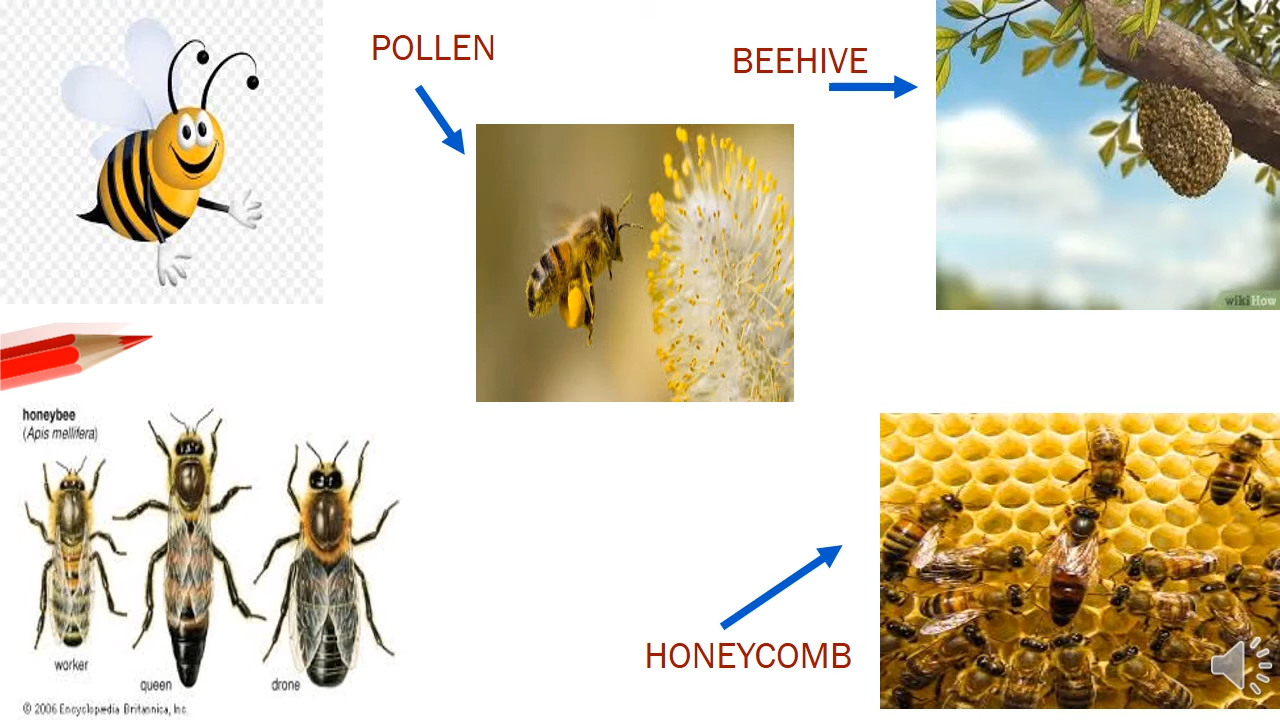 POLLEN
BEEHIVE
wikiHow
honeybee
(Apis mellifera)
HONEYCOMB
worker
queen
drone
© 2006 Encyclopædia Britannica, Inc.